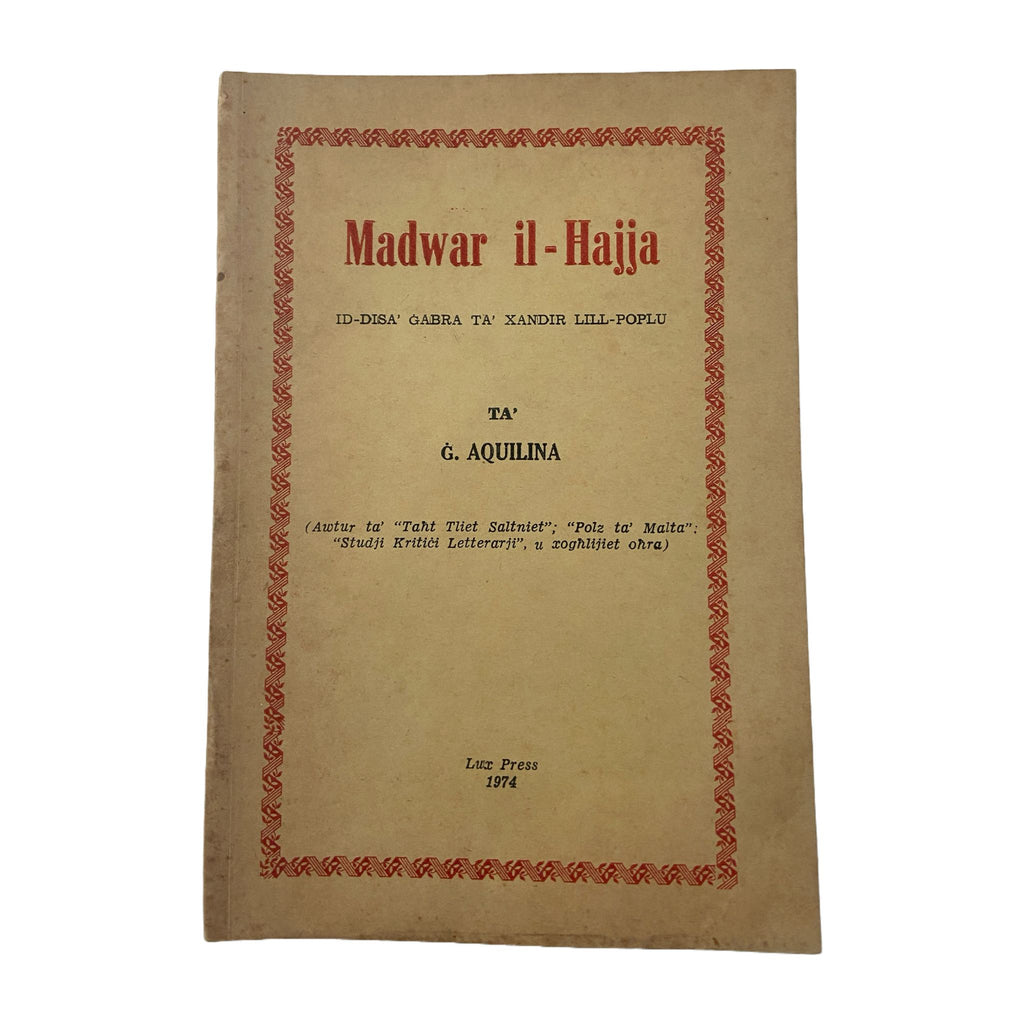 Madwar il-Ħajja
ID-DISA' ĠABRA TA' XANDIR LILL-POPLU
TA'
Ġ. AQUILINA
(Awtur ta' "Taħt Tliet Saltniet"; "Polz ta' Malta":
"Studji Kritiċi Letterarji", u xogħlijiet oħra)
Lux Press
1974